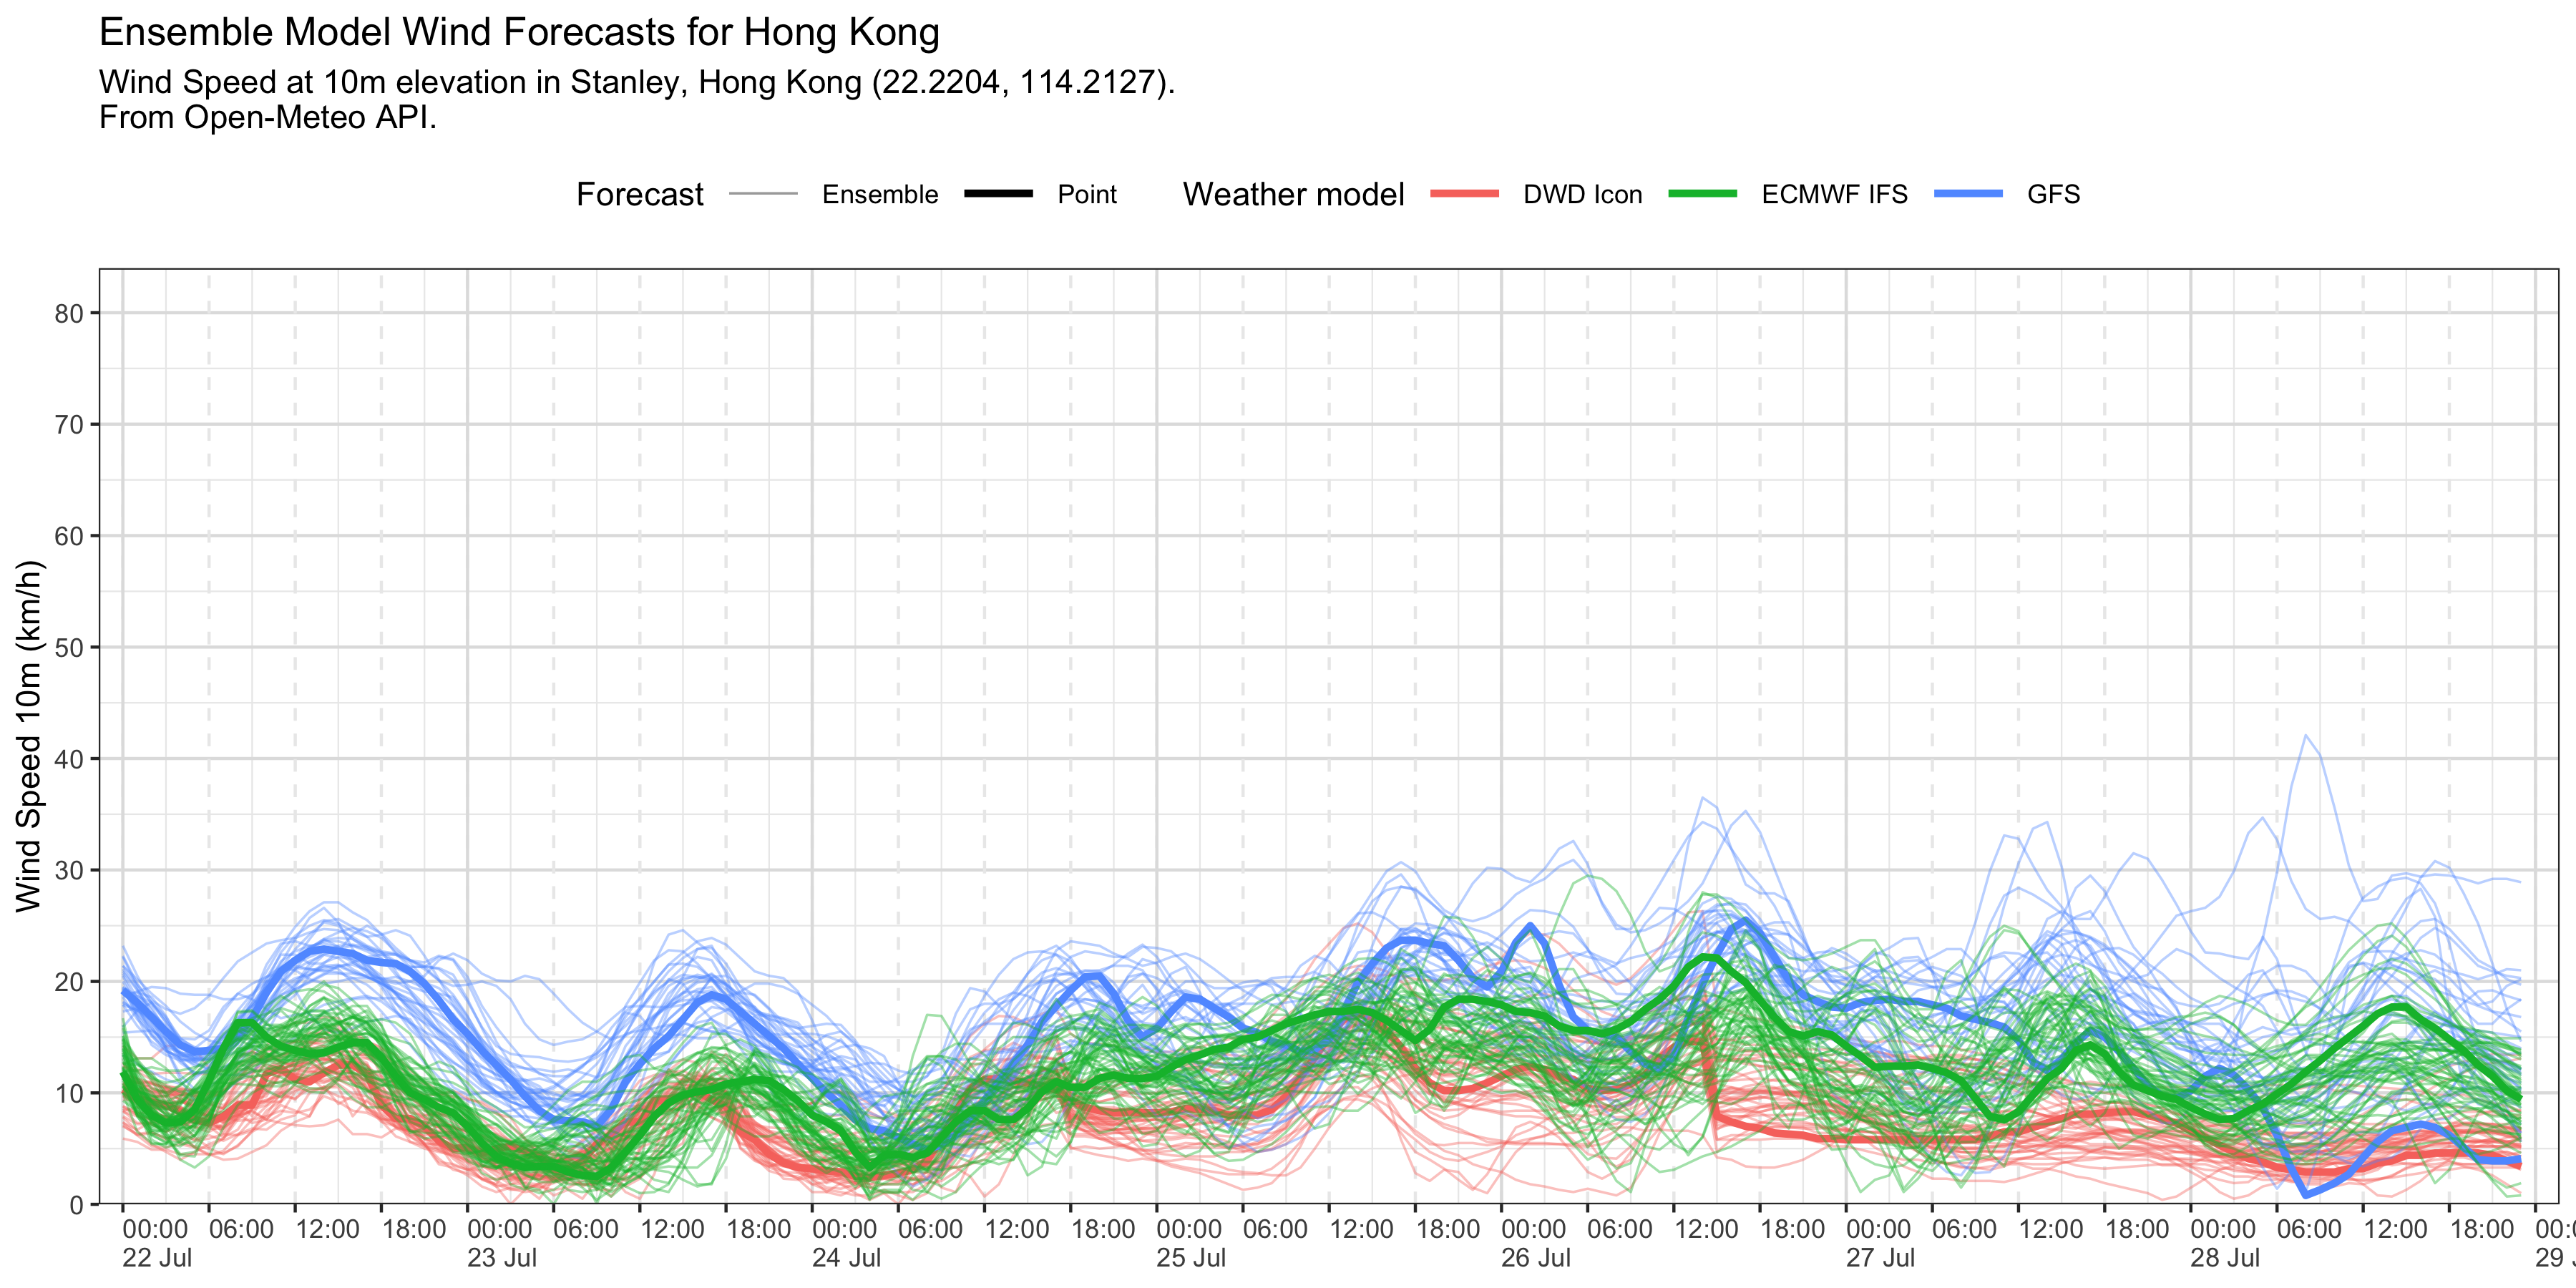 Ensemble Model Wind Forecasts for Hong Kong
Wind Speed at 10m elevation in Stanley, Hong Kong (22.2204, 114.2127).
From Open-Meteo API.
Forecast Ensemble Point Weather model DWD Icon ECMWF IFS GFS
Wind Speed 10m (km/h)
80
70
60
50
40
30
20
10
0
00:00 06:00 12:00 18:00 00:00 06:00 12:00 18:00 00:00 06:00 12:00 18:00 00:00 06:00 12:00 18:00 00:00 06:00 12:00 18:00 00:00 06:00 12:00 18:00 00:00 06:00 12:00 18:00
22 Jul 23 Jul 24 Jul 25 Jul 26 Jul 27 Jul 28 Jul 29